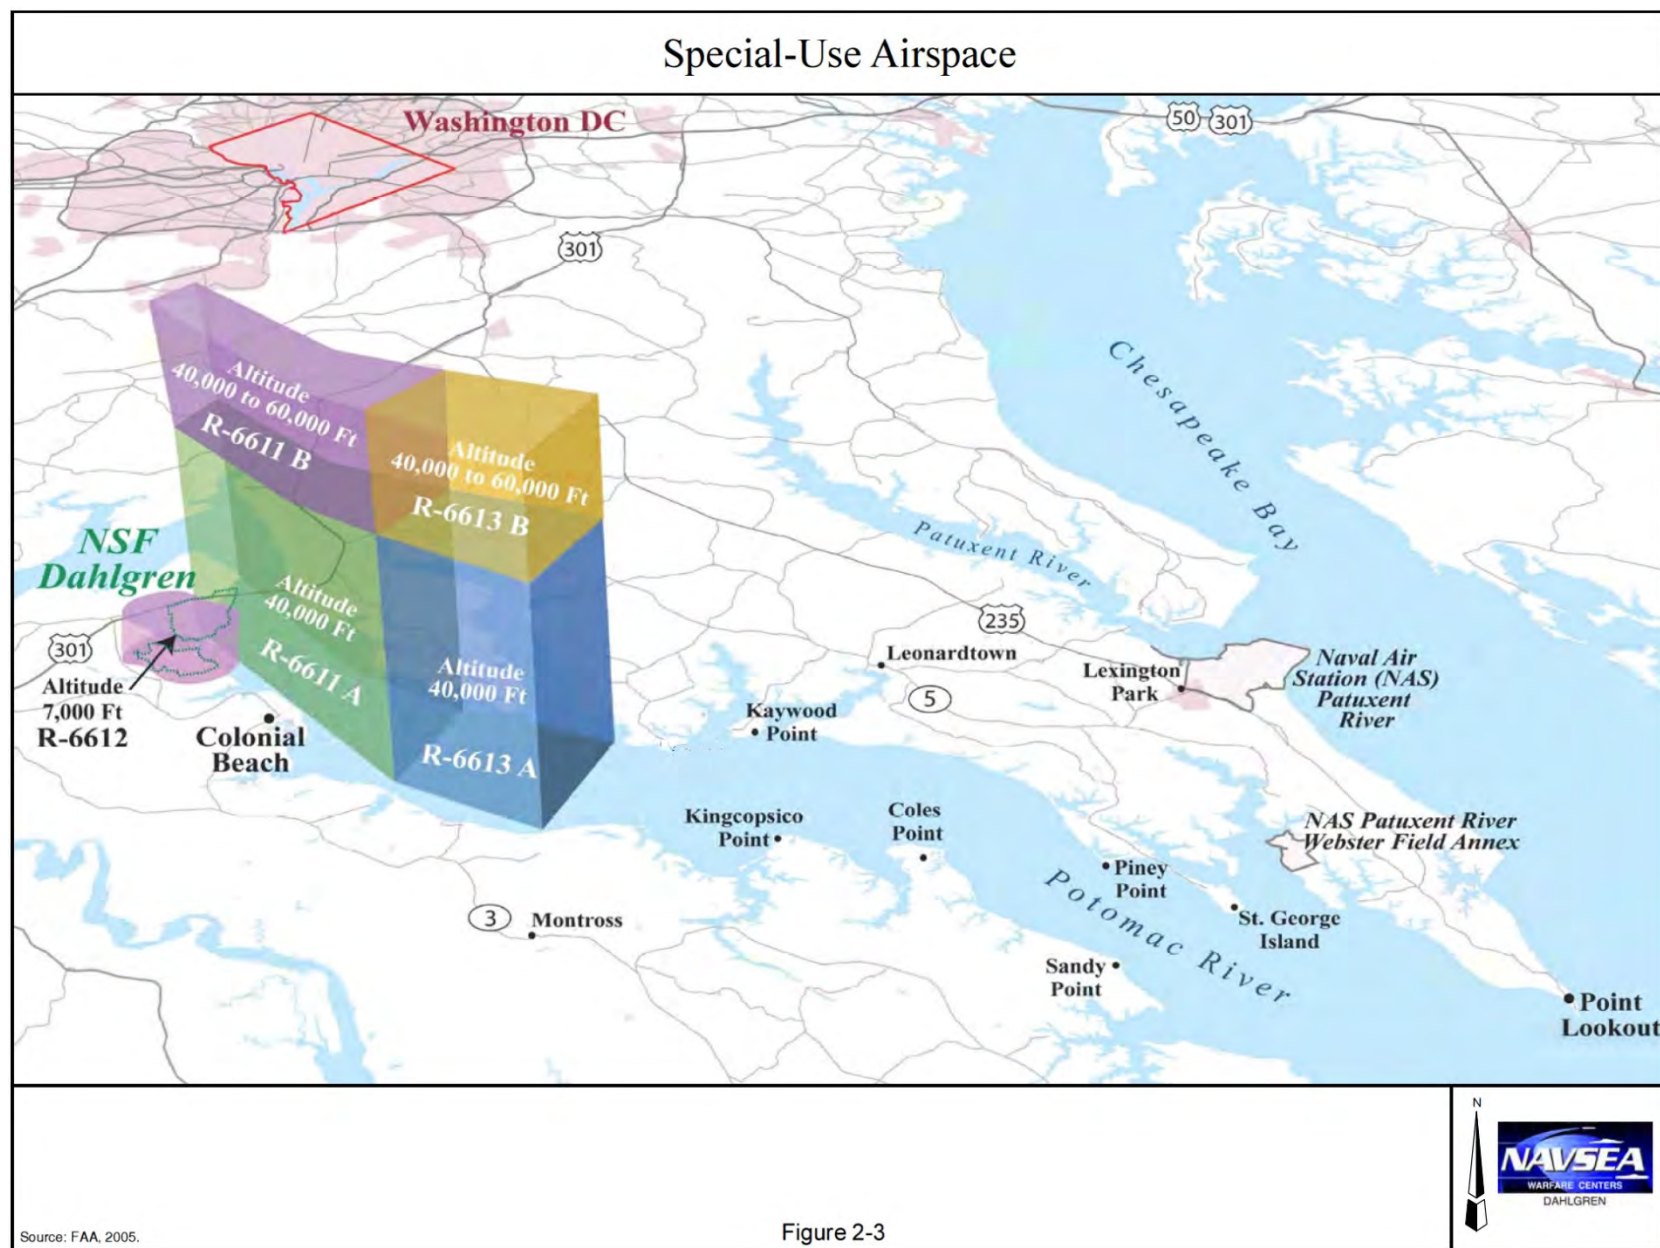 Special-Use Airspace
Washington DC
50
301
301
Chesapeake Bay
Altitude
40,000 to 60,000 Ft
R-6611 B
Altitude
40,000 to 60,000 Ft
R-6613 B
Patuxent River
NSF
Dahlgren
Altitude
40,000 Ft
R-6611 A
Altitude
40,000 Ft
R-6613 A
301
Altitude
7,000 Ft
R-6612
Colonial
Beach
235
Leonardtown
5
Lexington
Park
Naval Air
Station (NAS)
Patuxent
River
Kaywood
Point
Kingcopsico
Point
Coles
Point
NAS Patuxent River
Webster Field Annex
Piney
Point
Potomac River
St. George
Island
3
Montross
Sandy
Point
Point
Lookout
N
NAVSEA
WARFARE CENTERS
DAHLGREN
Source: FAA, 2005.
Figure 2-3